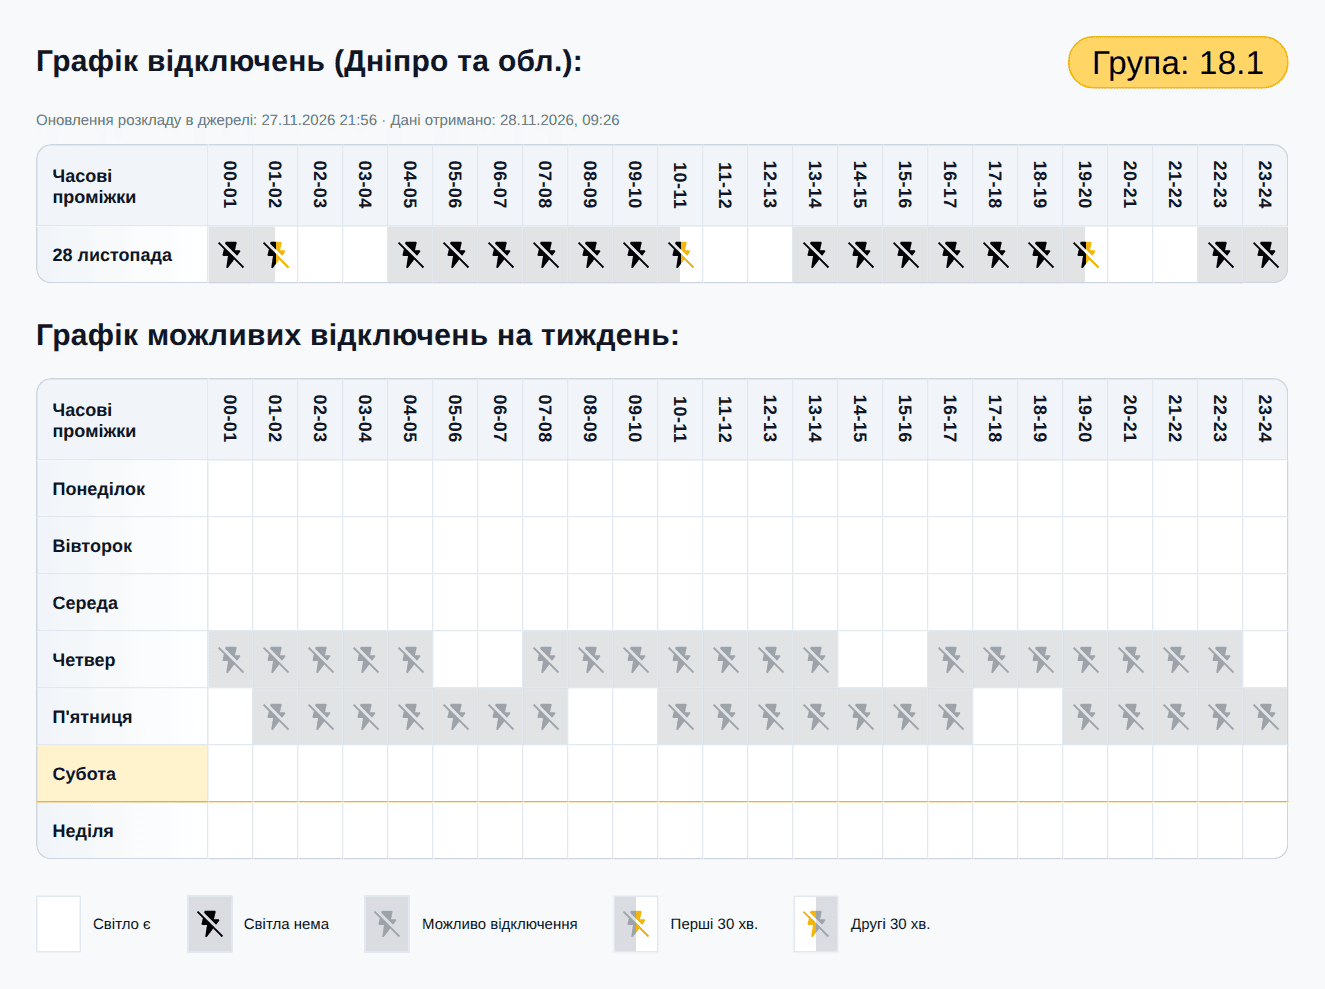 Графік відключень (Дніпро та обл.):
Група: 18.1
Оновлення розкладу в джерелі: 27.11.2026 21:56 · Дані отримано: 28.11.2026, 09:26
Часові проміжки 00-01 01-02 02-03 03-04 04-05 05-06 06-07 07-08 08-09 09-10 10-11 11-12 12-13 13-14 14-15 15-16 16-17 17-18 18-19 19-20 20-21 21-22 22-23 23-24
28 листопада
Графік можливих відключень на тиждень:
Часові проміжки 00-01 01-02 02-03 03-04 04-05 05-06 06-07 07-08 08-09 09-10 10-11 11-12 12-13 13-14 14-15 15-16 16-17 17-18 18-19 19-20 20-21 21-22 22-23 23-24
Понеділок
Вівторок
Середа
Четвер
П'ятниця
Субота
Неділя
Світло є Світла нема Можливо відключення Перші 30 хв. Другі 30 хв.